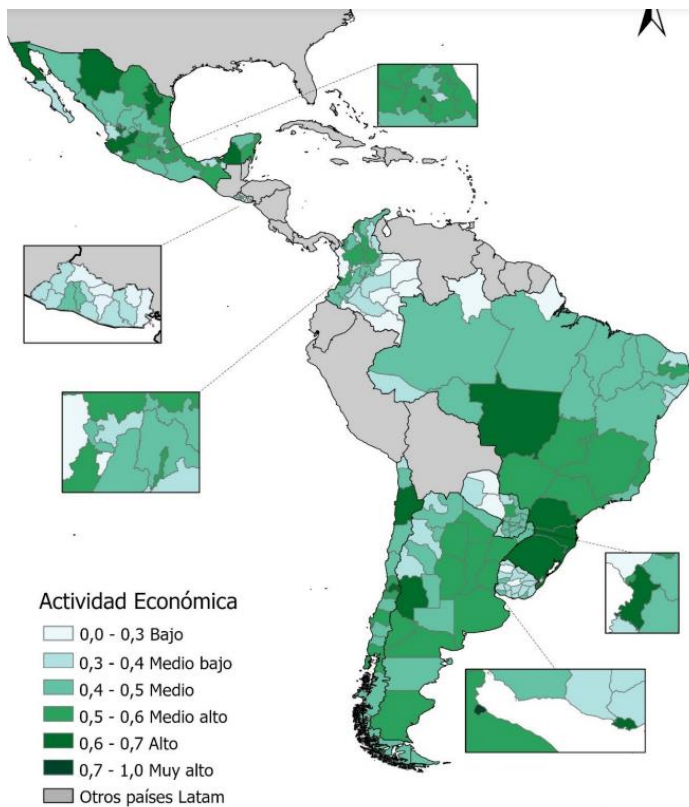 Actividad Económica
0,0 - 0,3 Bajo
0,3 - 0,4 Medio bajo
0,4 - 0,5 Medio
0,5 - 0,6 Medio alto
0,6 - 0,7 Alto
0,7 - 1,0 Muy alto
Otros países Latam